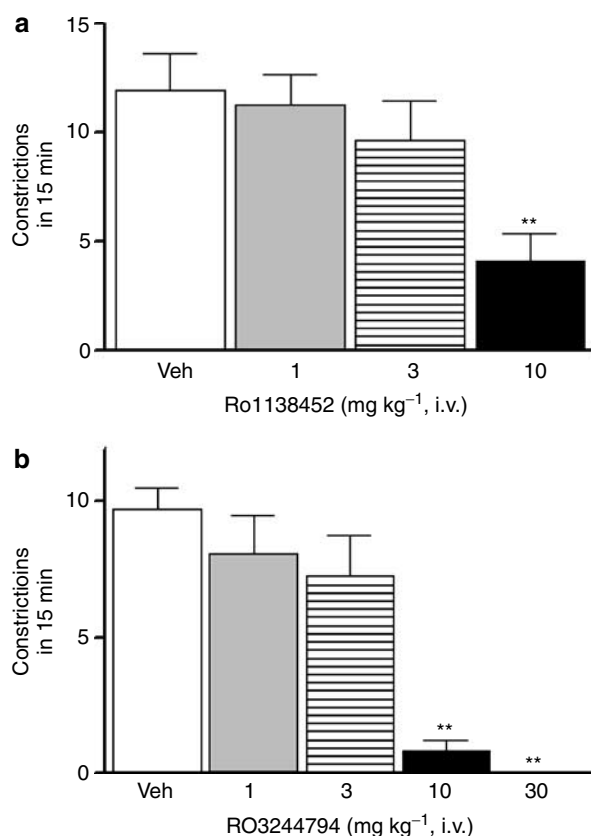 a
15
10
5
0
Constrictions
in 15 min
**
Veh 1 3 10
Ro1138452 (mg kg⁻¹, i.v.)
b
10
5
0
Constrictioins
in 15 min
** **
Veh 1 3 10 30
RO3244794 (mg kg⁻¹, i.v.)